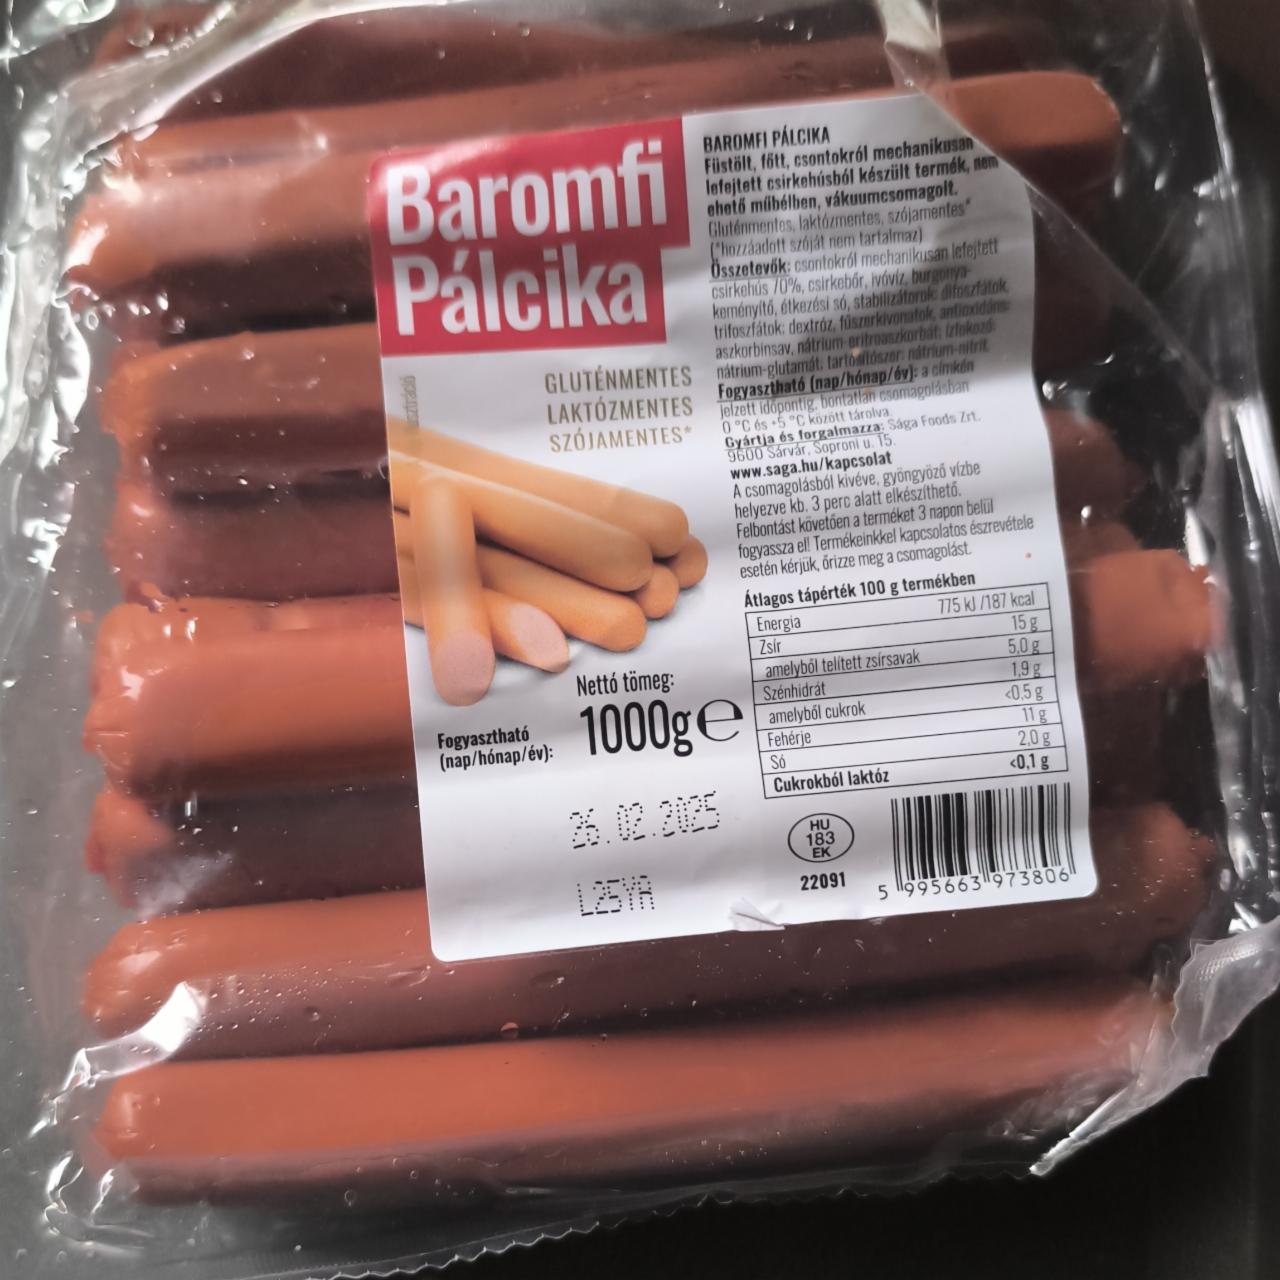 Baromfi
Pálcika
GLUTÉNMENTES
LAKTÓZMENTES
SZÓJAMENTES*
Nettó tömeg:
1000g e
Fogyasztható
(nap/hónap/év):
26.02.2025
L25YA
BAROMFI PÁLCIKA
Füstölt, főtt, csontokról mechanikusan
lefejtett csirkehúsból készült termék, nem
ehető műbélben, vákuumcsomagolt.
Gluténmentes, laktózmentes, szójamentes*
(*hozzáadott szóját nem tartalmaz)
Összetevők: csontokról mechanikusan lefejtett
csirkehús 70%, csirkebőr, ivóvíz, burgonya-
keményítő, étkezési só, stabilizátorok: difoszfátok,
trifoszfátok; dextróz, fűszerkivonatok, antioxidáns:
aszkorbinsav, nátrium-eritroaszkorbát; ízfokozó:
nátrium-glutamát; tartósítószer: nátrium-nitrit.
Fogyasztható (nap/hónap/év): a címkén
jelzett időpontig, bontatlan csomagolásban
0 °C és +5 °C között tárolva.
Gyártja és forgalmazza: Sága Foods Zrt.
9600 Sárvár, Soproni u. 15.
www.saga.hu/kapcsolat
A csomagolásból kivéve, gyöngyöző vízbe
helyezve kb. 3 perc alatt elkészíthető.
Felbontást követően a terméket 3 napon belül
fogyassza el! Termékeinkkel kapcsolatos észrevétele
esetén kérjük, őrizze meg a csomagolást.
Átlagos tápérték 100 g termékben
Energia 775 kJ /187 kcal
Zsír 15 g
amelyből telített zsírsavak 5,0 g
Szénhidrát 1,9 g
amelyből cukrok <0,5 g
Fehérje 11 g
Só 2,0 g
Cukrokból laktóz <0,1 g
HU
183
EK
22091
5 995663 973806